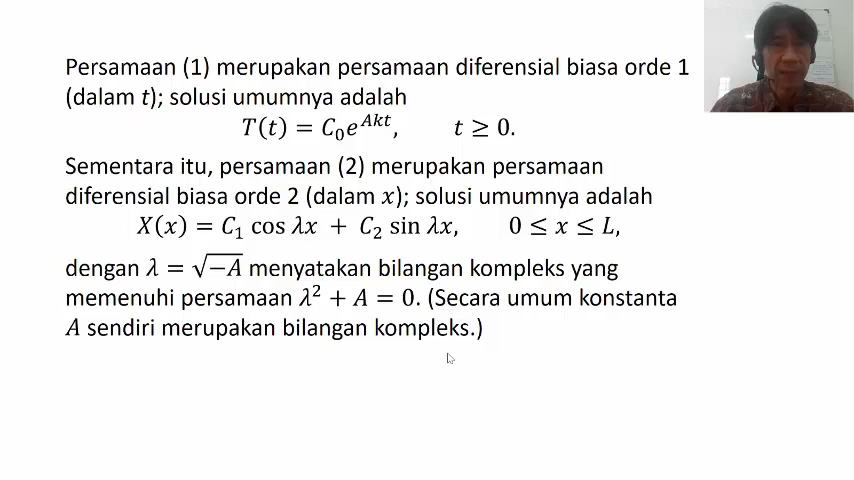 Persamaan (1) merupakan persamaan diferensial biasa orde 1
(dalam t); solusi umumnya adalah
T(t) = C₀e^{Akt}, t ≥ 0.
Sementara itu, persamaan (2) merupakan persamaan
diferensial biasa orde 2 (dalam x); solusi umumnya adalah
X(x) = C₁ cos λx + C₂ sin λx, 0 ≤ x ≤ L,
dengan λ = √−A menyatakan bilangan kompleks yang
memenuhi persamaan λ² + A = 0. (Secara umum konstanta
A sendiri merupakan bilangan kompleks.)